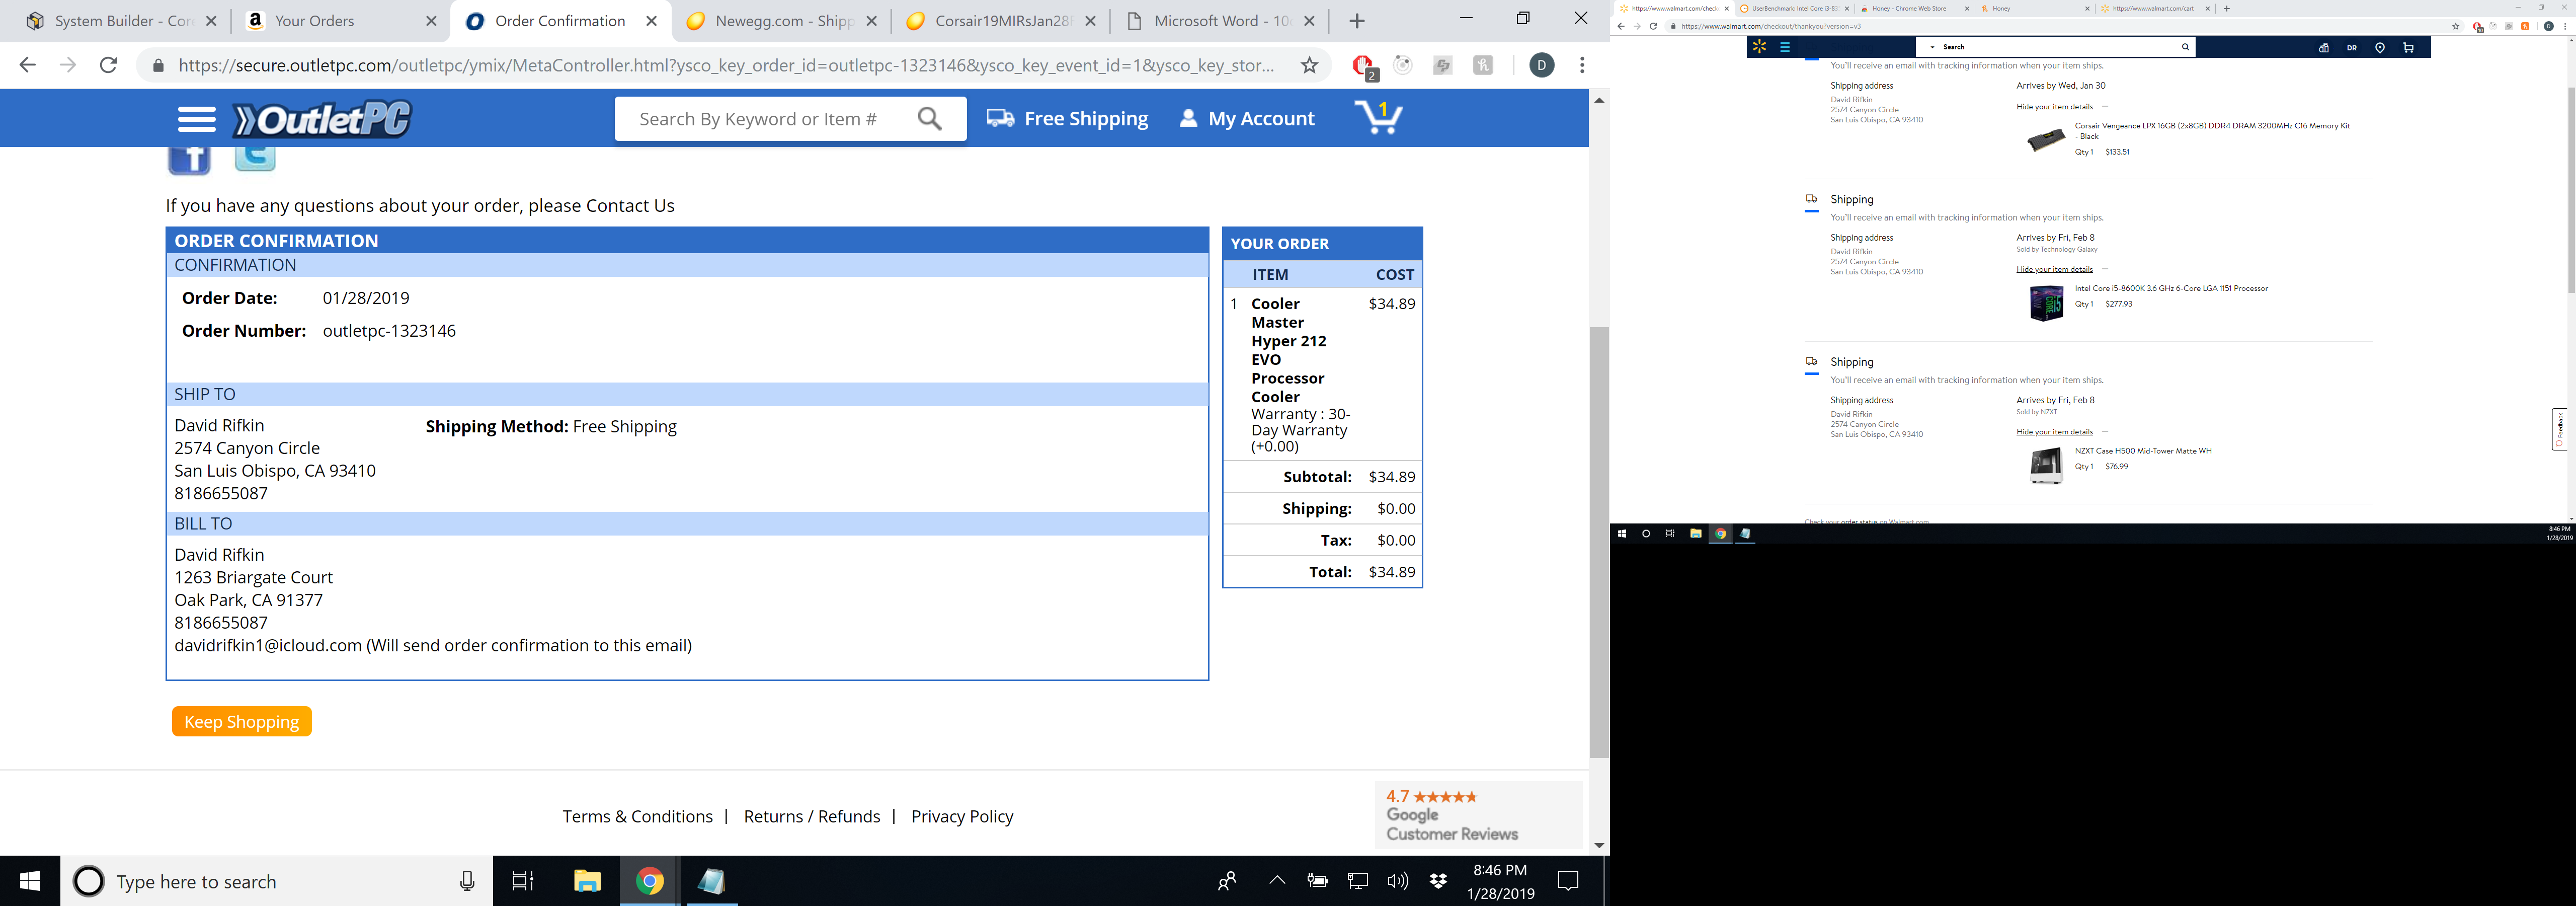 System Builder - Cor
Your Orders
Order Confirmation
Newegg.com - Shipp
Corsair19MIRsJan28
Microsoft Word - 10
https://secure.outletpc.com/outletpc/ymix/MetaController.html?ysco_key_order_id=outletpc-1323146&ysco_key_event_id=1&ysco_key_stor...
2
D
OutletPC
Search By Keyword or Item #
Free Shipping
My Account
1
If you have any questions about your order, please Contact Us
ORDER CONFIRMATION
CONFIRMATION
Order Date: 01/28/2019
Order Number: outletpc-1323146
SHIP TO
David Rifkin
Shipping Method: Free Shipping
2574 Canyon Circle
San Luis Obispo, CA 93410
8186655087
BILL TO
David Rifkin
1263 Briargate Court
Oak Park, CA 91377
8186655087
davidrifkin1@icloud.com (Will send order confirmation to this email)
YOUR ORDER
ITEM COST
1 Cooler $34.89
Master
Hyper 212
EVO
Processor
Cooler
Warranty : 30-
Day Warranty
(+0.00)
Subtotal: $34.89
Shipping: $0.00
Tax: $0.00
Total: $34.89
Keep Shopping
Terms & Conditions | Returns / Refunds | Privacy Policy
4.7
Google
Customer Reviews
Type here to search
8:46 PM
1/28/2019
https://www.walmart.com/check
UserBenchmark: Intel Core i3-83
Honey - Chrome Web Store
Honey
https://www.walmart.com/cart
https://www.walmart.com/checkout/thankyou?version=v3
D
Search
DR
You'll receive an email with tracking information when your item ships.
Shipping address
Arrives by Wed, Jan 30
David Rifkin
2574 Canyon Circle
San Luis Obispo, CA 93410
Hide your item details
Corsair Vengeance LPX 16GB (2x8GB) DDR4 DRAM 3200MHz C16 Memory Kit
- Black
Qty 1 $133.51
Shipping
You'll receive an email with tracking information when your item ships.
Shipping address
Arrives by Fri, Feb 8
Sold by Technology Galaxy
David Rifkin
2574 Canyon Circle
San Luis Obispo, CA 93410
Hide your item details
Intel Core i5-8600K 3.6 GHz 6-Core LGA 1151 Processor
Qty 1 $277.93
Shipping
You'll receive an email with tracking information when your item ships.
Shipping address
Arrives by Fri, Feb 8
Sold by NZXT
David Rifkin
2574 Canyon Circle
San Luis Obispo, CA 93410
Hide your item details
NZXT Case H500 Mid-Tower Matte WH
Qty 1 $76.99
Feedback
Check your order status on Walmart.com
8:46 PM
1/28/2019